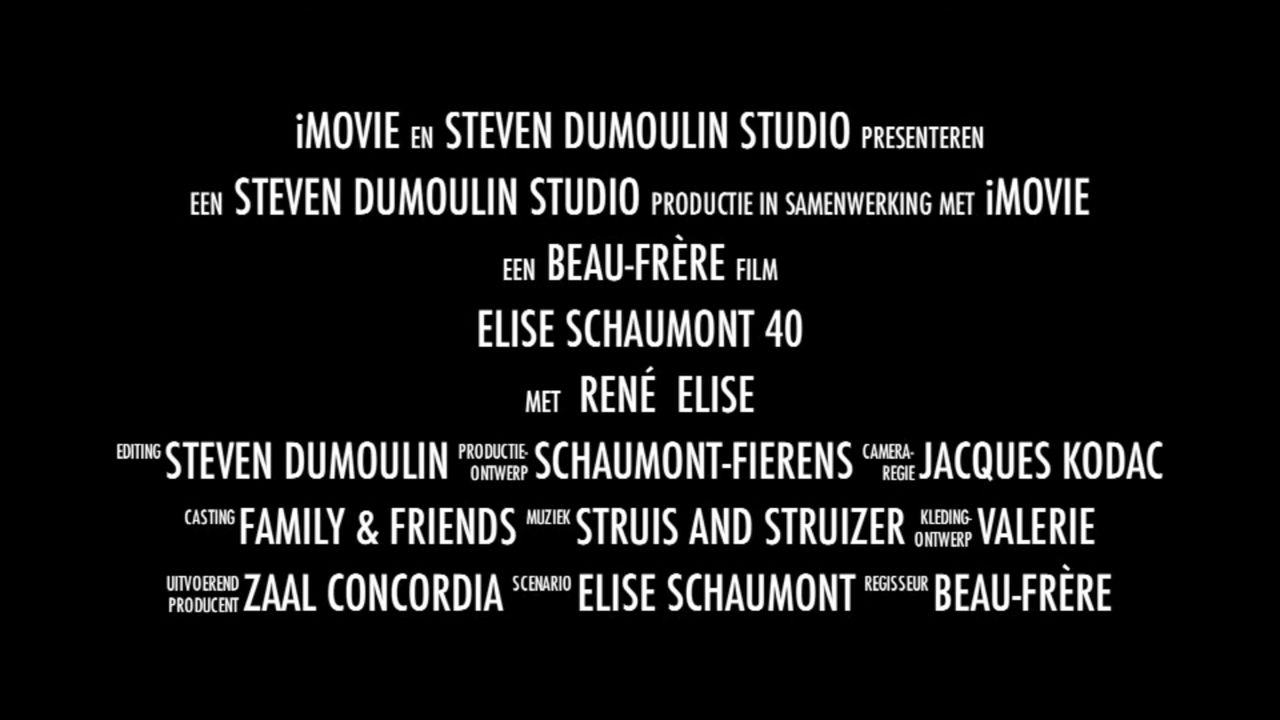 iMOVIE EN STEVEN DUMOULIN STUDIO PRESENTEREN
EEN STEVEN DUMOULIN STUDIO PRODUCTIE IN SAMENWERKING MET iMOVIE
EEN BEAU-FRÈRE FILM
ELISE SCHAUMONT 40
MET RENÉ ELISE
EDITING STEVEN DUMOULIN PRODUCTIE-ONTWERP SCHAUMONT-FIERENS CAMERA-REGIE JACQUES KODAC
CASTING FAMILY & FRIENDS MUZIEK STRUIS AND STRUIZER KLEDING-ONTWERP VALERIE
UITVOEREND PRODUCENT ZAAL CONCORDIA SCENARIO ELISE SCHAUMONT REGISSEUR BEAU-FRÈRE